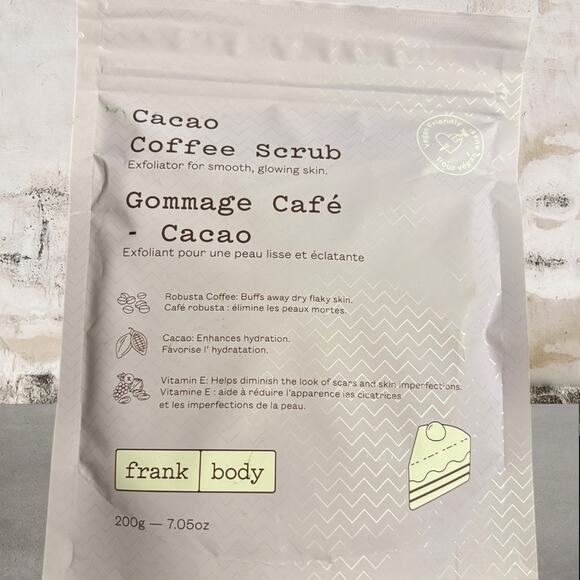 Cacao
Coffee Scrub
Exfoliator for smooth, glowing skin.
Gommage Café
- Cacao
Exfoliant pour une peau lisse et éclatante
Robusta Coffee: Buffs away dry flaky skin.
Café robusta : élimine les peaux mortes.
Cacao: Enhances hydration.
Favorise l' hydratation.
Vitamin E: Helps diminish the look of scars and skin imperfections.
Vitamine E : aide à réduire l'apparence les cicatrices
et les imperfections de la peau.
frank body
200g — 7.05oz